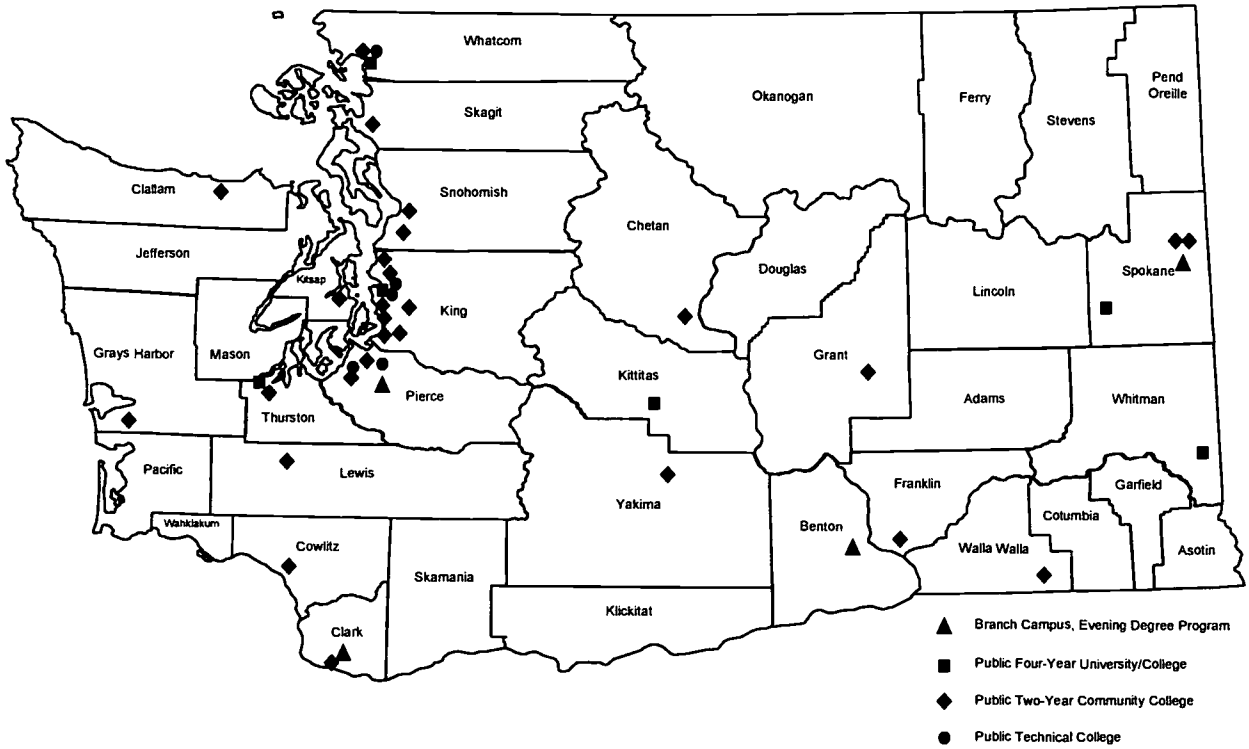 Whatcom
Okanogan
Ferry
Stevens
Pend
Oreille
Skagit
Snohomish
Clallam
Chelan
Jefferson
Douglas
Spokane
Kitsap
Lincoln
King
Grays Harbor
Mason
Grant
Kittitas
Pierce
Adams
Whitman
Thurston
Pacific
Lewis
Yakima
Franklin
Garfield
Columbia
Wahkiakum
Benton
Cowlitz
Walla Walla
Asotin
Skamania
Klickitat
Clark
Branch Campus, Evening Degree Program
Public Four-Year University/College
Public Two-Year Community College
Public Technical College